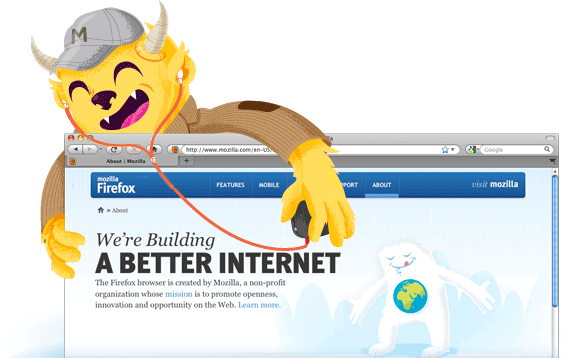 M
http://www.mozilla.com/en-US
Google
About | Mozilla
mozilla
Firefox
FEATURES
MOBILE
ABOUT
visit mozilla
» About
We're Building
A BETTER INTERNET
The Firefox browser is created by Mozilla, a non-profit
organization whose mission is to promote openness,
innovation and opportunity on the Web. Learn more.